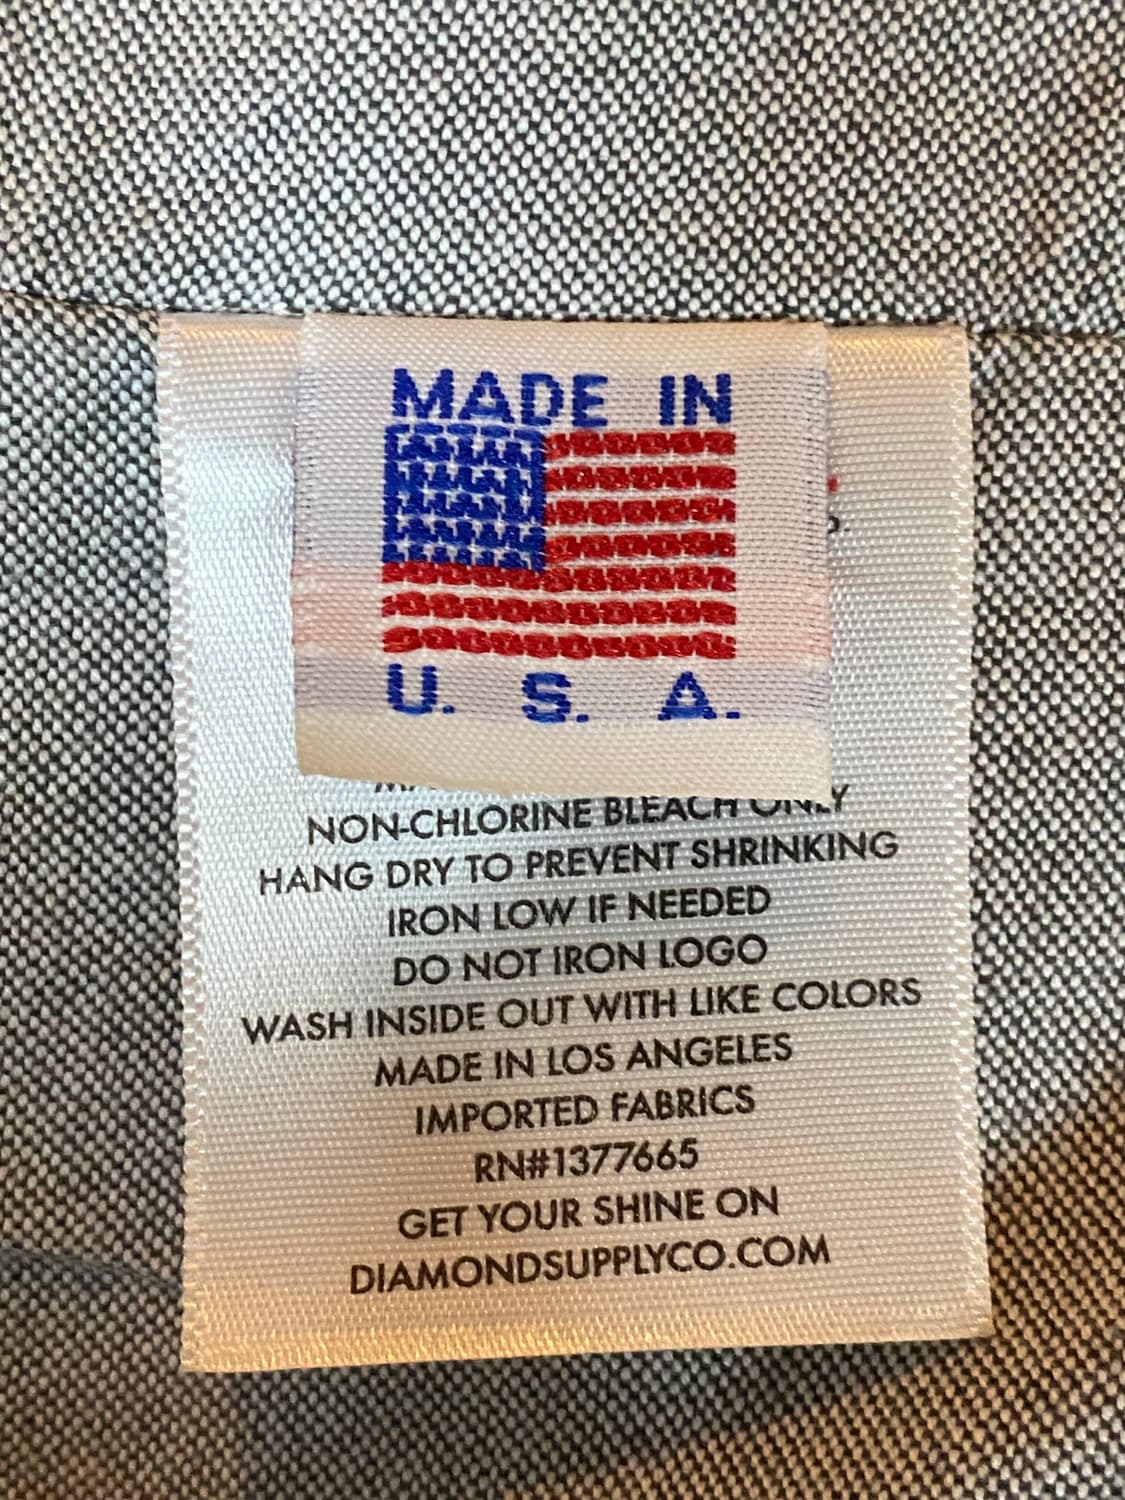 MADE IN
U. S. A.
NON-CHLORINE BLEACH ONLY
HANG DRY TO PREVENT SHRINKING
IRON LOW IF NEEDED
DO NOT IRON LOGO
WASH INSIDE OUT WITH LIKE COLORS
MADE IN LOS ANGELES
IMPORTED FABRICS
RN#1377665
GET YOUR SHINE ON
DIAMONDSUPPLYCO.COM